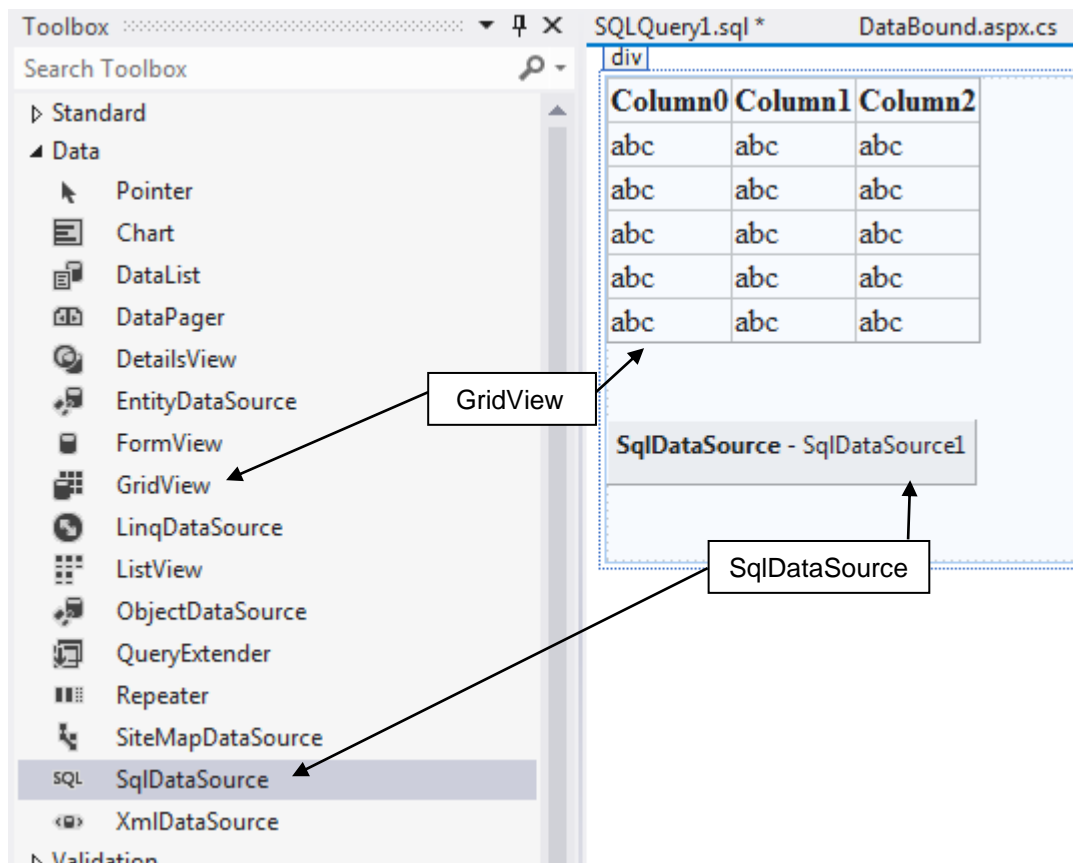 Toolbox
Search Toolbox
Standard
Data
Pointer
Chart
DataList
DataPager
DetailsView
EntityDataSource
FormView
GridView
LinqDataSource
ListView
ObjectDataSource
QueryExtender
Repeater
SiteMapDataSource
SQL SqlDataSource
XmlDataSource
Validation
SQLQuery1.sql * DataBound.aspx.cs
div
Column0 Column1 Column2
abc abc abc
abc abc abc
abc abc abc
abc abc abc
abc abc abc
GridView
SqlDataSource - SqlDataSource1
SqlDataSource